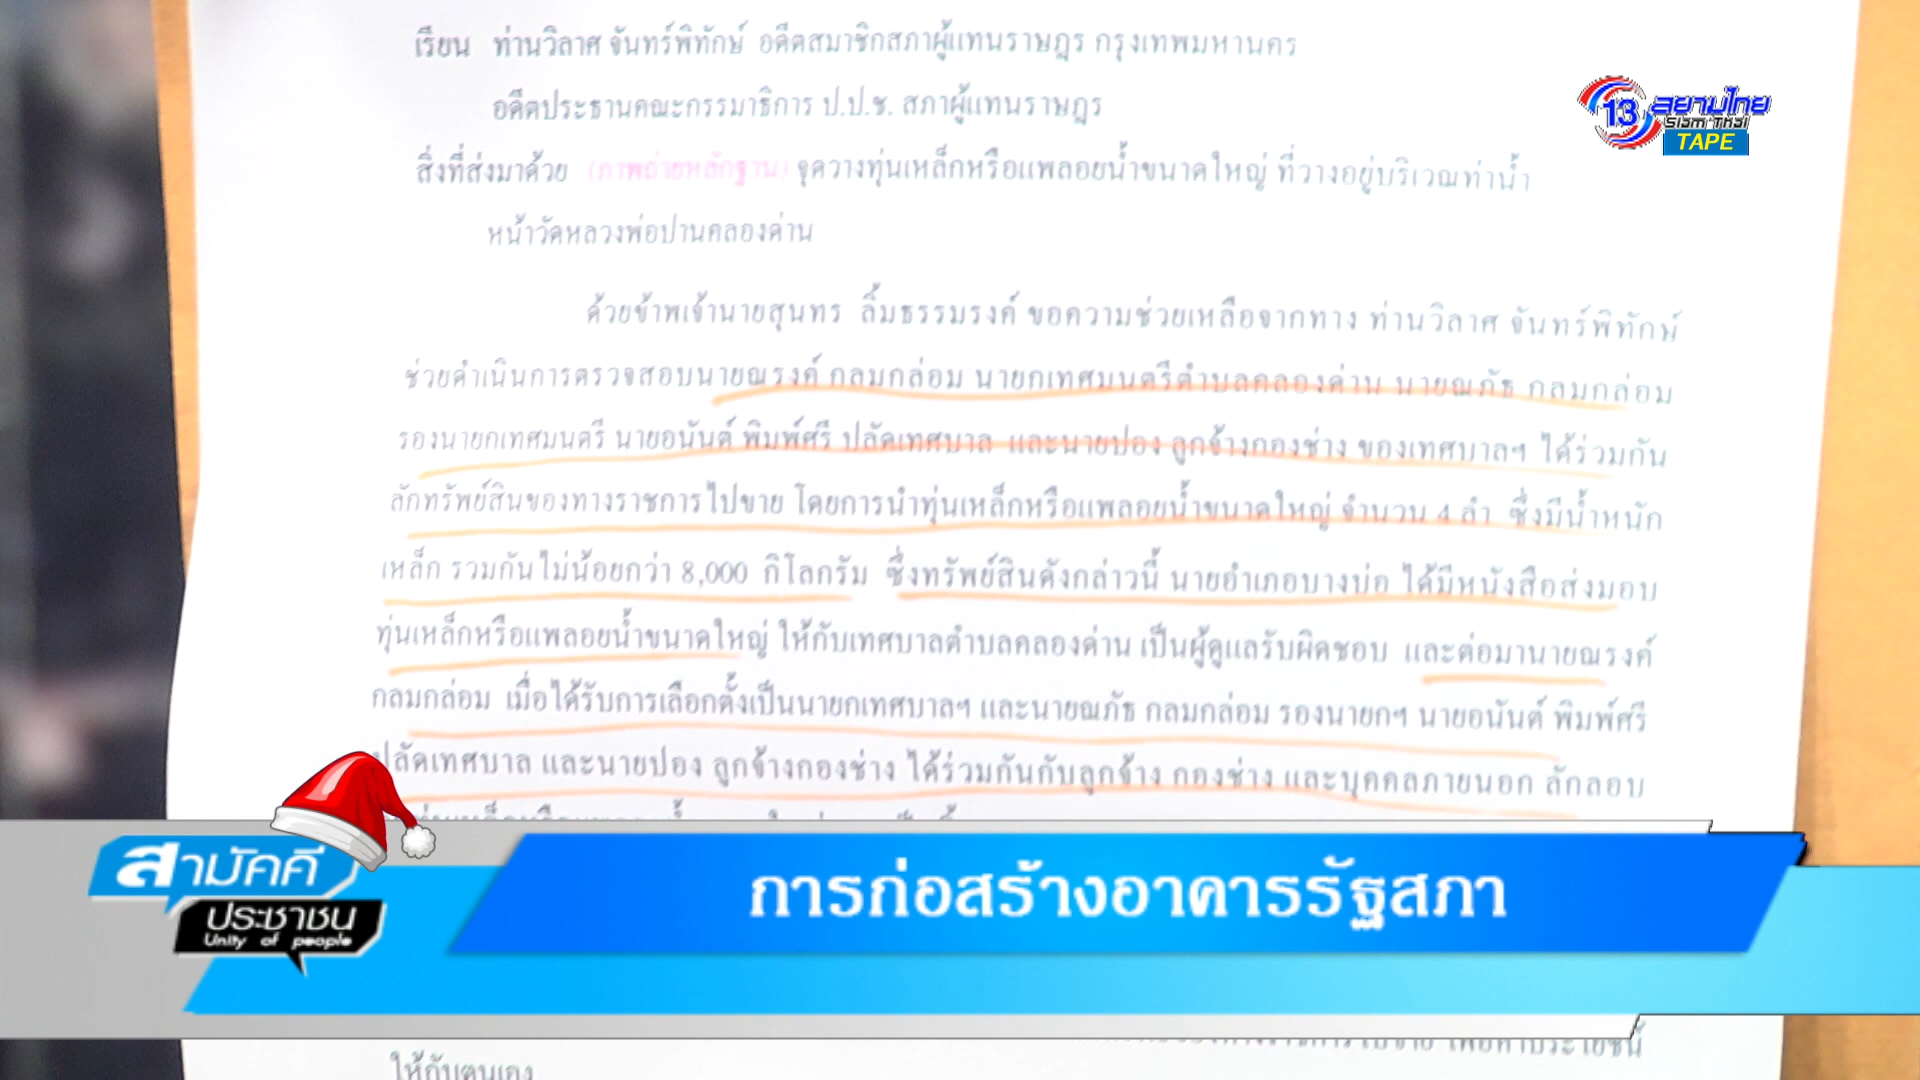 เรียน ท่านวิลาศ จันทร์พิทักษ์ อดีตสมาชิกสภาผู้แทนราษฎร กรุงเทพมหานคร
อดีตประธานคณะกรรมาธิการ ป.ป.ช. สภาผู้แทนราษฎร
13 สยามไทย
Siam Thai
TAPE
สิ่งที่ส่งมาด้วย (ภาพถ่ายหลักฐาน) จุดวางทุ่นเหล็กหรือแพลอยน้ำขนาดใหญ่ ที่วางอยู่บริเวณท่าน้ำ
หน้าวัดหลวงพ่อปานคลองด่าน
ด้วยข้าพเจ้านายสุนทร ลิ้มธรรมรงค์ ขอความช่วยเหลือจากทาง ท่านวิลาศ จันทร์พิทักษ์
ช่วยดำเนินการตรวจสอบนายณรงค์ กลมกล่อม นายกเทศมนตรีตำบลคลองด่าน นายณภัธ กลมกล่อม
รองนายกเทศมนตรี นายอนันต์ พิมพ์ศรี ปลัดเทศบาล และนายปอง ลูกจ้างกองช่าง ของเทศบาลฯ ได้ร่วมกัน
ลักทรัพย์สินของทางราชการไปขาย โดยการนำทุ่นเหล็กหรือแพลอยน้ำขนาดใหญ่ จำนวน 4 ลำ ซึ่งมีน้ำหนัก
เหล็ก รวมกันไม่น้อยกว่า 8,000 กิโลกรัม ซึ่งทรัพย์สินดังกล่าวนี้ นายอำเภอบางบ่อ ได้มีหนังสือส่งมอบ
ทุ่นเหล็กหรือแพลอยน้ำขนาดใหญ่ ให้กับเทศบาลตำบลคลองด่าน เป็นผู้ดูแลรับผิดชอบ และต่อมานายณรงค์
กลมกล่อม เมื่อได้รับการเลือกตั้งเป็นนายกเทศบาลฯ และนายณภัธ กลมกล่อม รองนายกฯ นายอนันต์ พิมพ์ศรี
ปลัดเทศบาล และนายปอง ลูกจ้างกองช่าง ได้ร่วมกันกับลูกจ้าง กองช่าง และบุคคลภายนอก ลักลอบ
สามัคคี
ประชาชน
Unity of people
การก่อสร้างอาคารรัฐสภา
ให้กับตนเอง